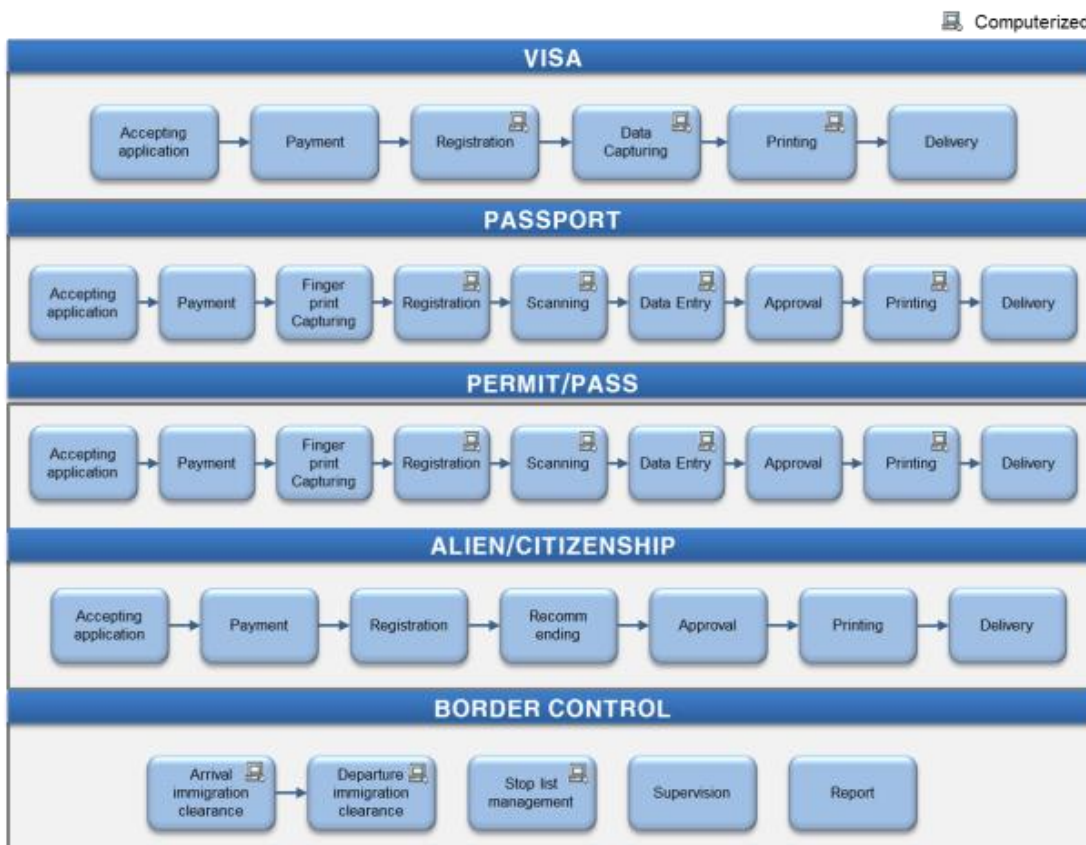 Computerized
VISA
Accepting
application
Payment
Registration
Data
Capturing
Printing
Delivery
PASSPORT
Accepting
application
Payment
Finger
print
Capturing
Registration
Scanning
Data Entry
Approval
Printing
Delivery
PERMIT/PASS
Accepting
application
Payment
Finger
print
Capturing
Registration
Scanning
Data Entry
Approval
Printing
Delivery
ALIEN/CITIZENSHIP
Accepting
application
Payment
Registration
Recomm
ending
Approval
Printing
Delivery
BORDER CONTROL
Arrival
immigration
clearance
Departure
immigration
clearance
Stop list
management
Supervision
Report